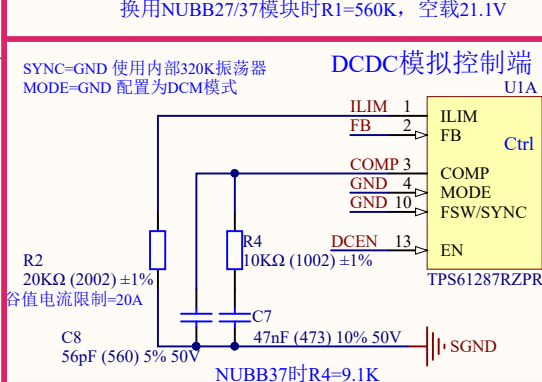 换用NUBB27/37模块时R1=560K，空载21.1V
SYNC=GND 使用内部320K振荡器
MODE=GND 配置为DCM模式
DCDC模拟控制端
U1A
ILIM 1 ILIM
FB 2 FB
Ctrl
COMP 3 COMP
GND 4 MODE
GND 10 FSW/SYNC
DCEN 13 EN
TPS61287RZPR
R4
10KΩ (1002) ±1%
R2
20KΩ (2002) ±1%
谷值电流限制=20A
C7
47nF (473) 10% 50V
C8
56pF (560) 5% 50V
SGND
NUBB37时R4=9.1K